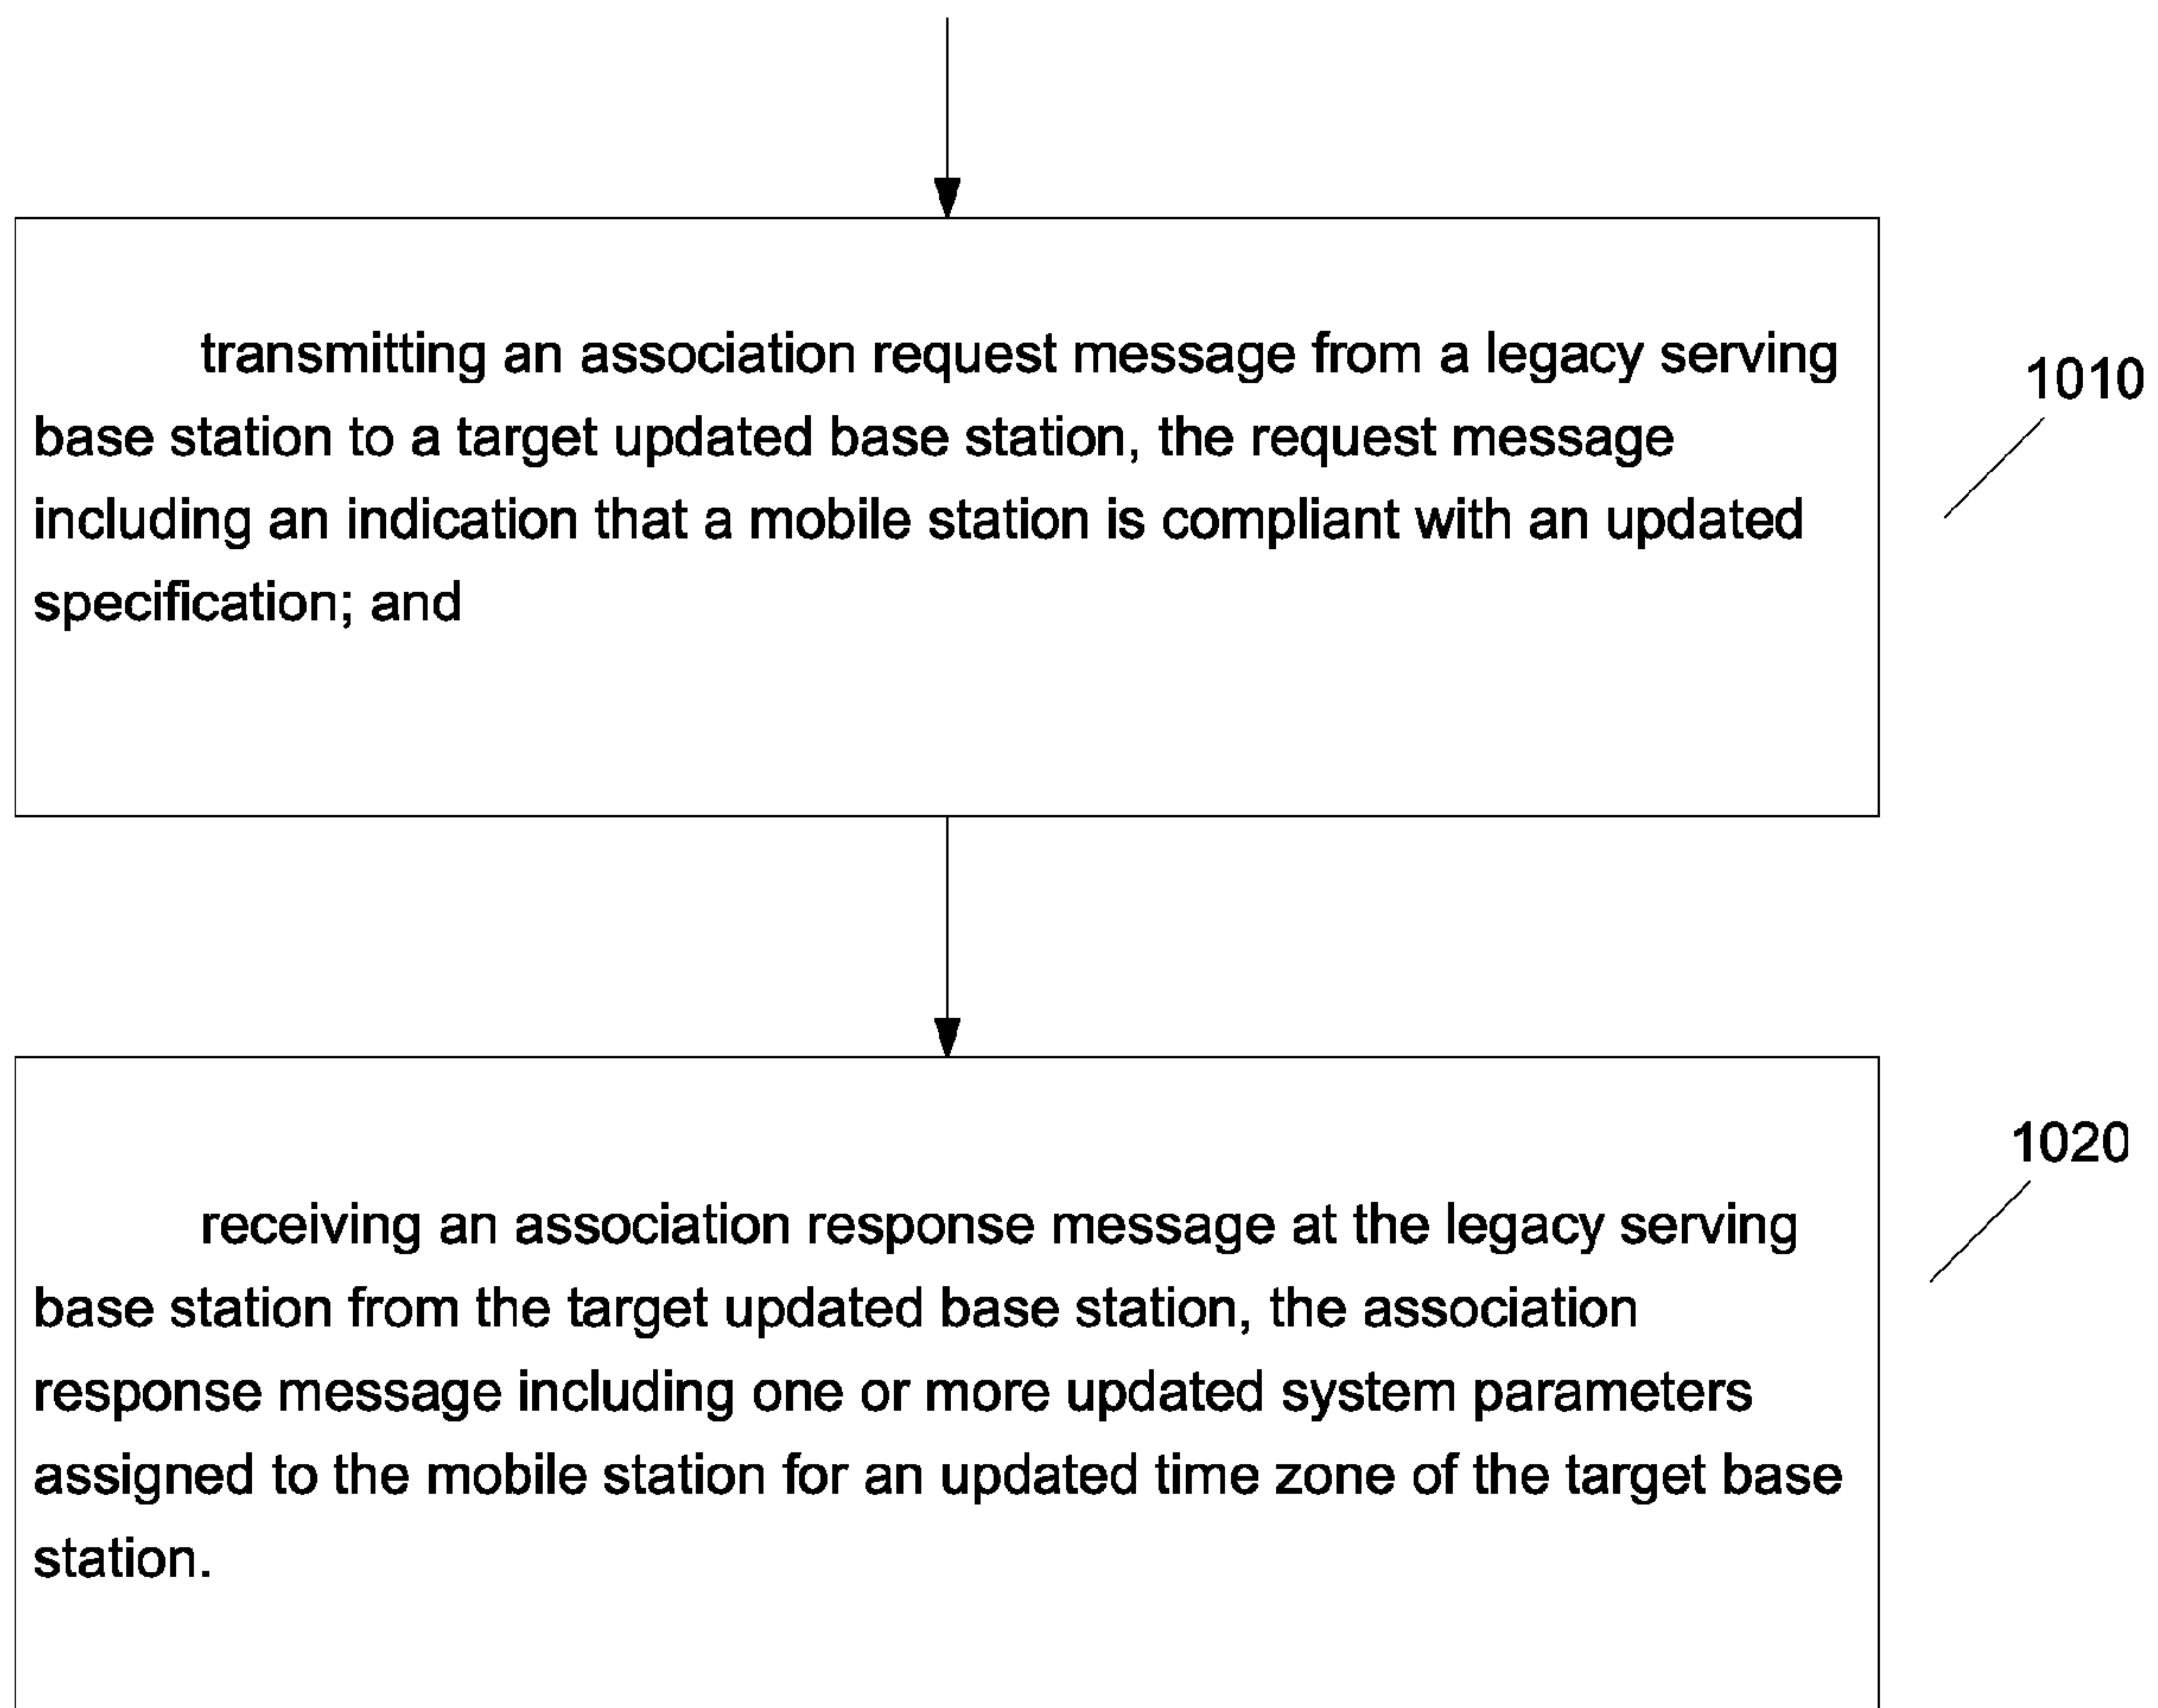 transmitting an association request message from a legacy serving
base station to a target updated base station, the request message
including an indication that a mobile station is compliant with an updated
specification; and
1010
receiving an association response message at the legacy serving
base station from the target updated base station, the association
response message including one or more updated system parameters
assigned to the mobile station for an updated time zone of the target base
station.
1020